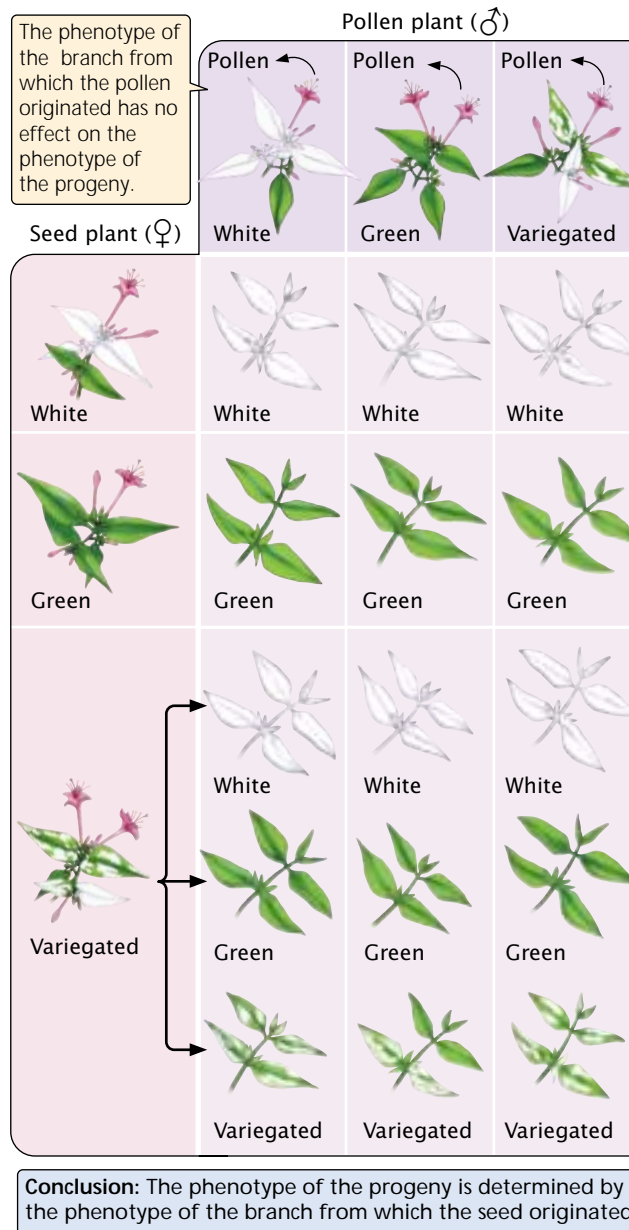 The phenotype of
the branch from
which the pollen
originated has no
effect on the
phenotype of
the progeny.
Pollen plant (♂)
Pollen Pollen Pollen
White Green Variegated
Seed plant (♀)
White White White White
Green Green Green Green
White White White
Variegated Green Green Green
Variegated Variegated Variegated
Conclusion: The phenotype of the progeny is determined by
the phenotype of the branch from which the seed originated